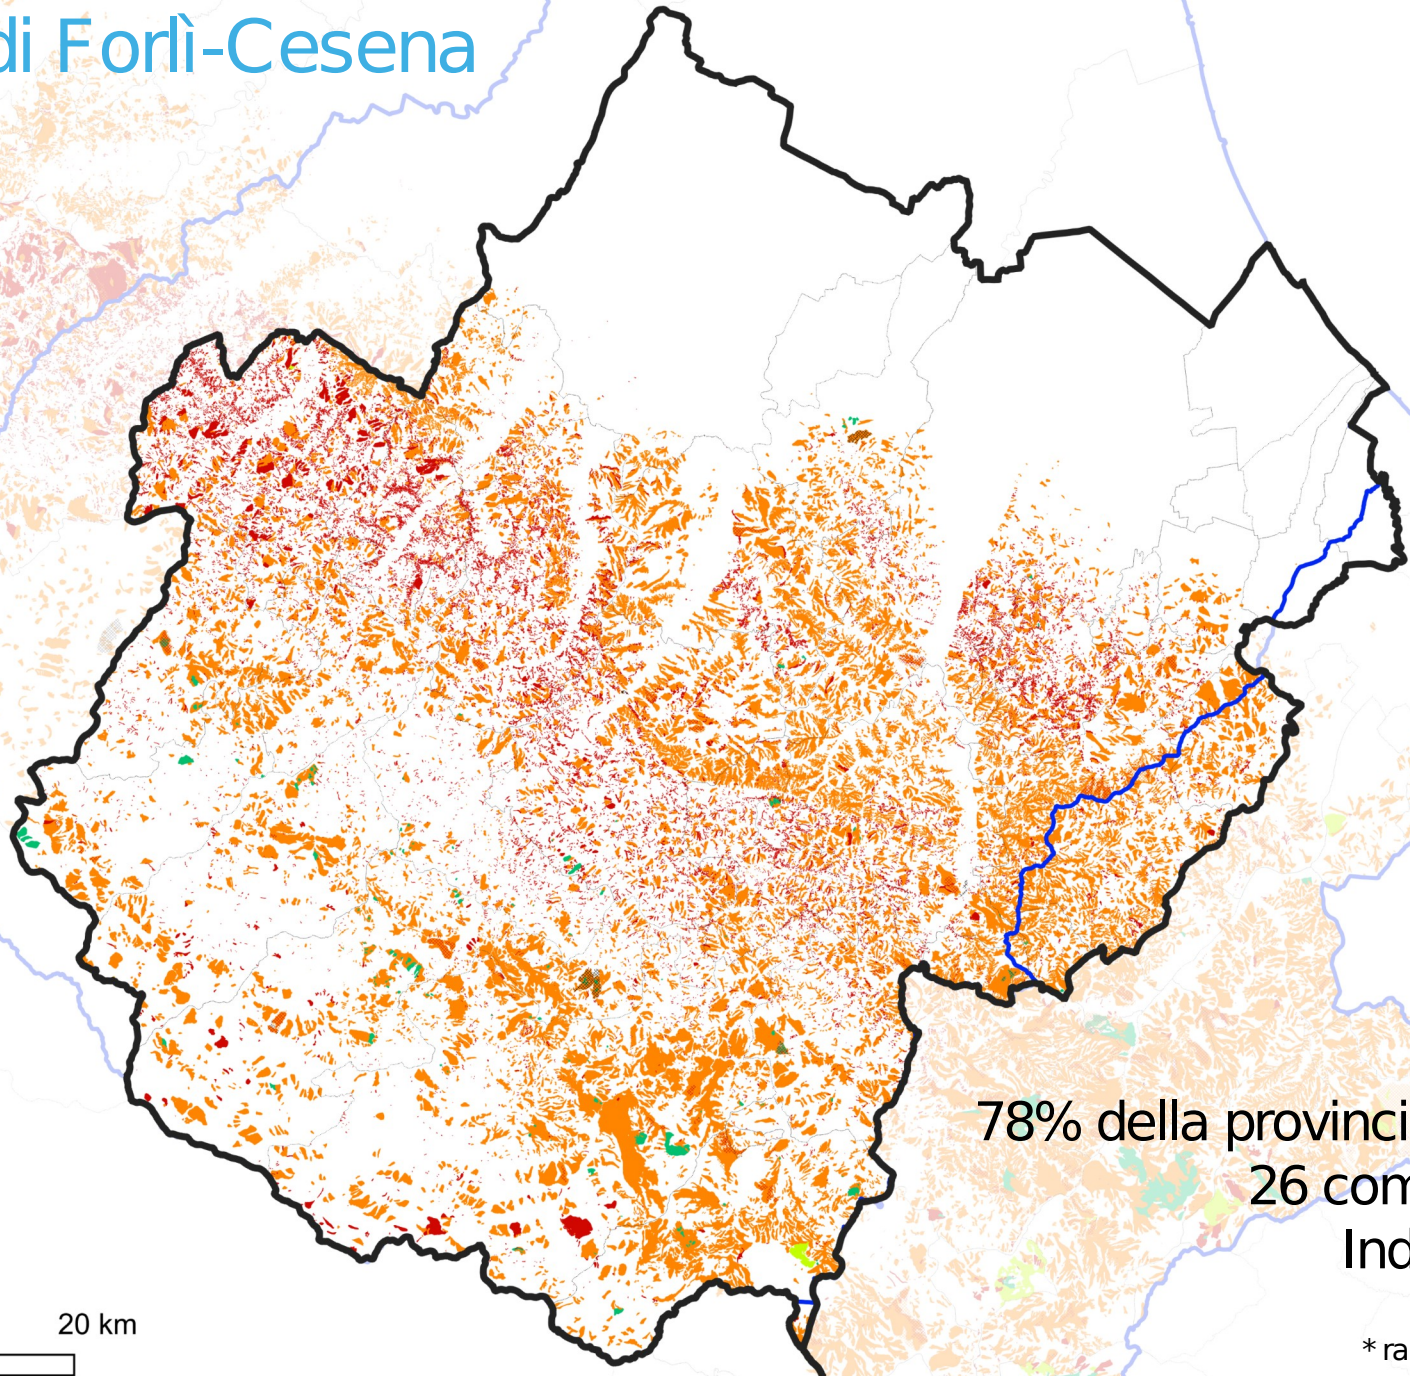 di Forlì-Cesena
78% della provinci
26 com
Ind
20 km
* ra